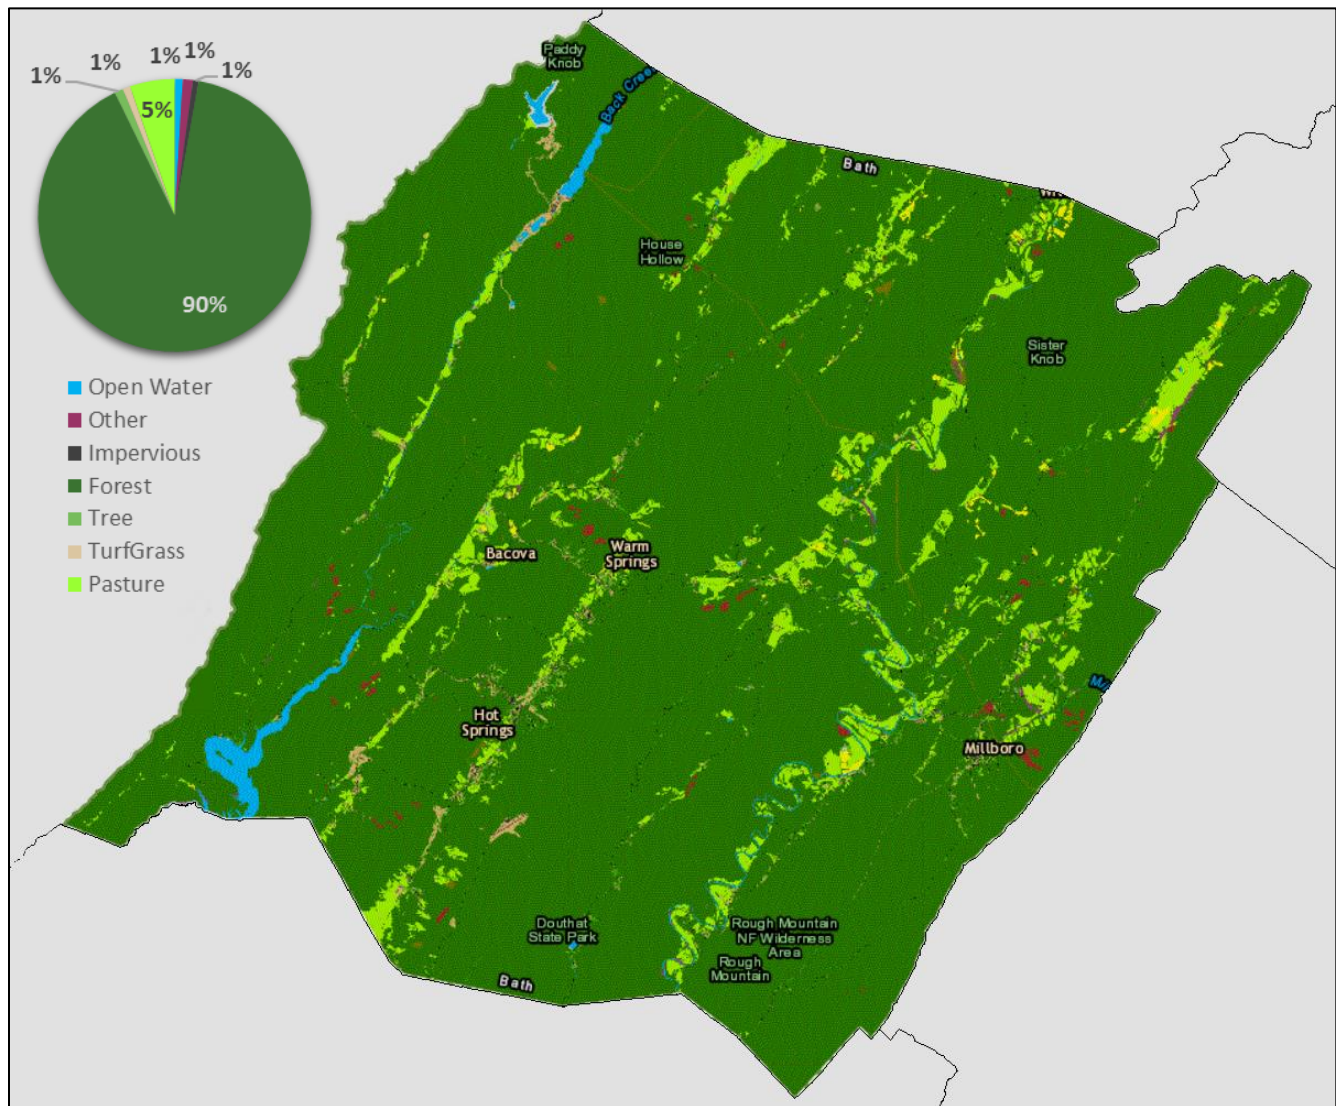 1%
1%
1%
1%
1%
5%
90%
Open Water
Other
Impervious
Forest
Tree
TurfGrass
Pasture
Paddy
Knob
Back Creek
Bath
House
Hollow
Sister
Knob
Bacova
Warm
Springs
Hot
Springs
Millboro
Douthat
State Park
Rough Mountain
NF Wilderness
Area
Rough
Mountain
Bath